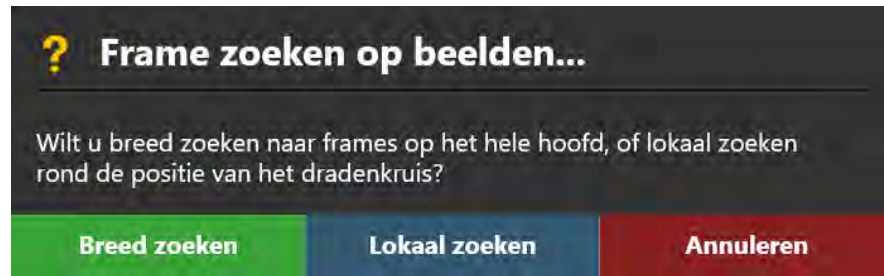 ? Frame zoeken op beelden...
Wilt u breed zoeken naar frames op het hele hoofd, of lokaal zoeken
rond de positie van het dradenkruis?
Breed zoeken Lokaal zoeken Annuleren